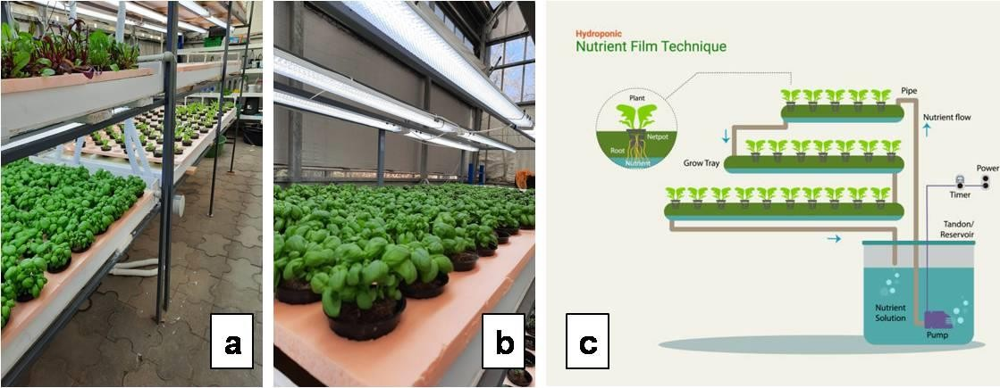 a
b
c
Hydroponic
Nutrient Film Technique
Plant
Netpot
Root
Nutrient
Pipe
Nutrient flow
Grow Tray
Power
Timer
Tandon/
Reservoir
Nutrient
Solution
Pump